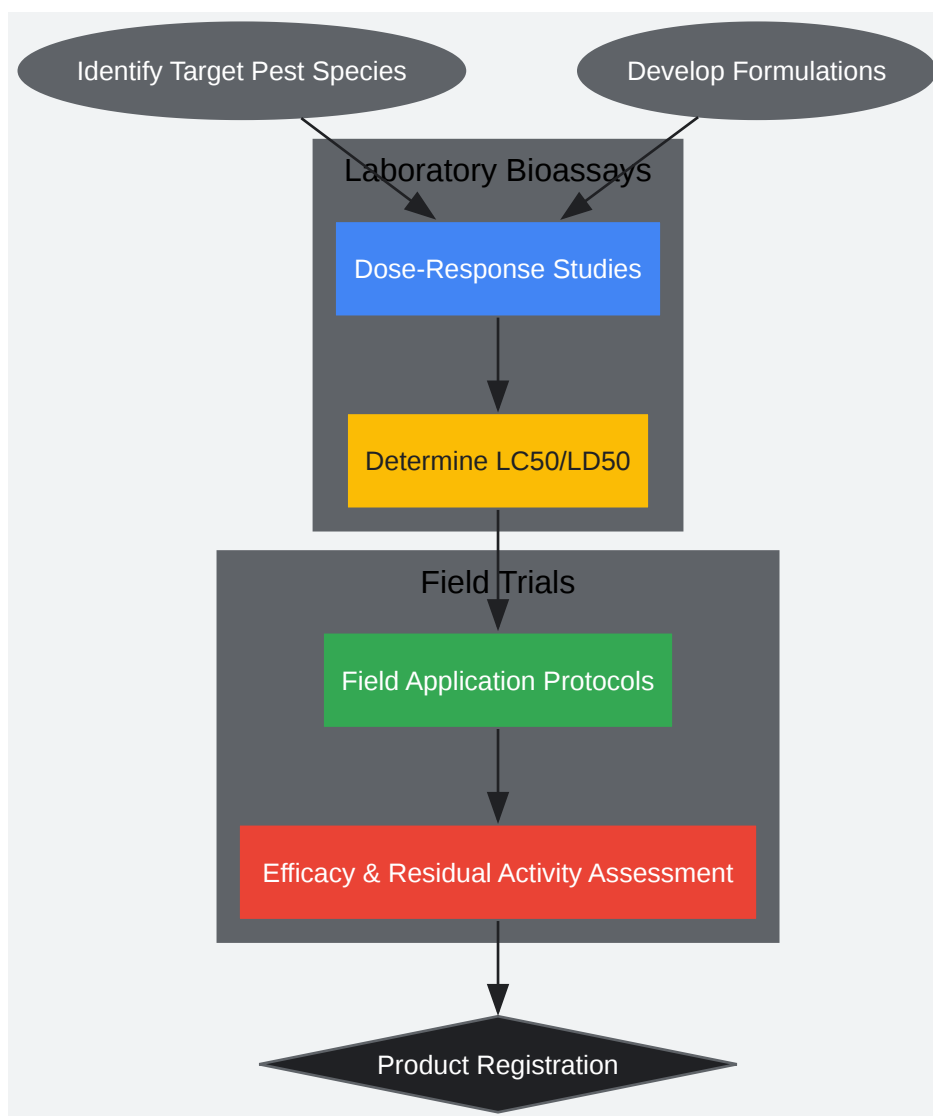 Identify Target Pest Species
Develop Formulations
Laboratory Bioassays
Dose-Response Studies
Determine LC50/LD50
Field Trials
Field Application Protocols
Efficacy & Residual Activity Assessment
Product Registration